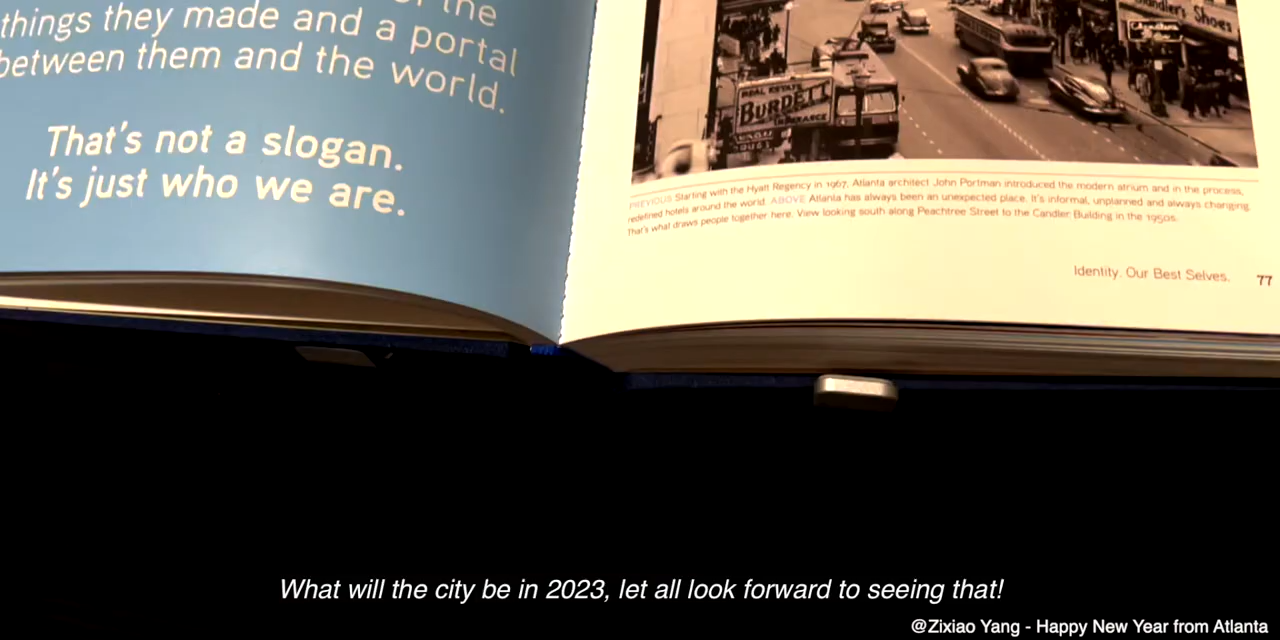 of the
things they made and a portal
between them and the world.
That's not a slogan.
It's just who we are.
Chandler's Shoes
REAL ESTATE
BURDETT
INSURANCE
PREVIOUS Starting with the Hyatt Regency in 1967, Atlanta architect John Portman introduced the modern atrium and in the process,
redefined hotels around the world. ABOVE Atlanta has always been an unexpected place. It's informal, unplanned and always changing.
That's what draws people together here. View looking south along Peachtree Street to the Candler Building in the 1950s.
Identity. Our Best Selves. 77
What will the city be in 2023, let all look forward to seeing that!
@Zixiao Yang - Happy New Year from Atlanta